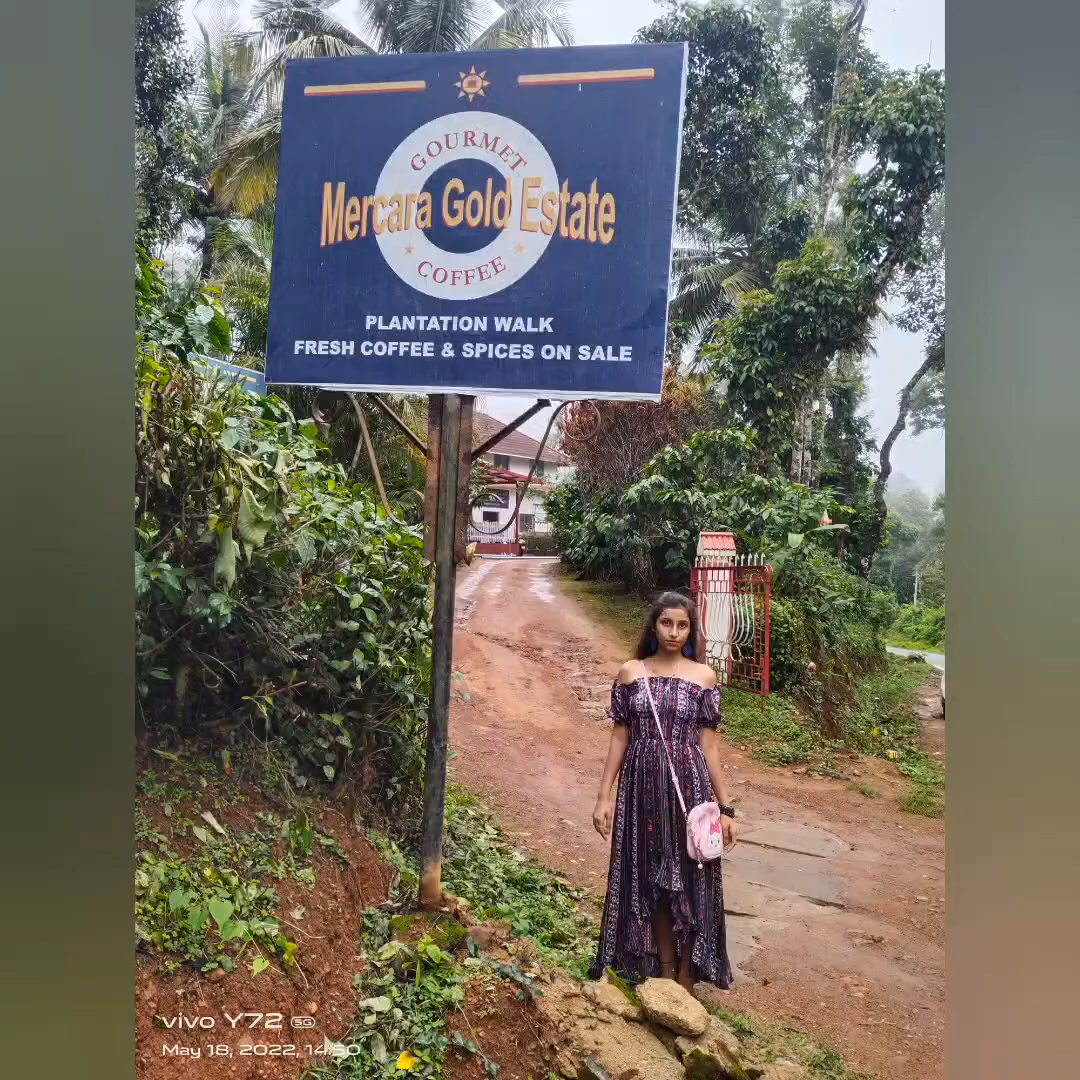 GOURMET
Mercara Gold Estate
COFFEE
PLANTATION WALK
FRESH COFFEE & SPICES ON SALE
vivo Y72 5G
May 18, 2022, 14:50